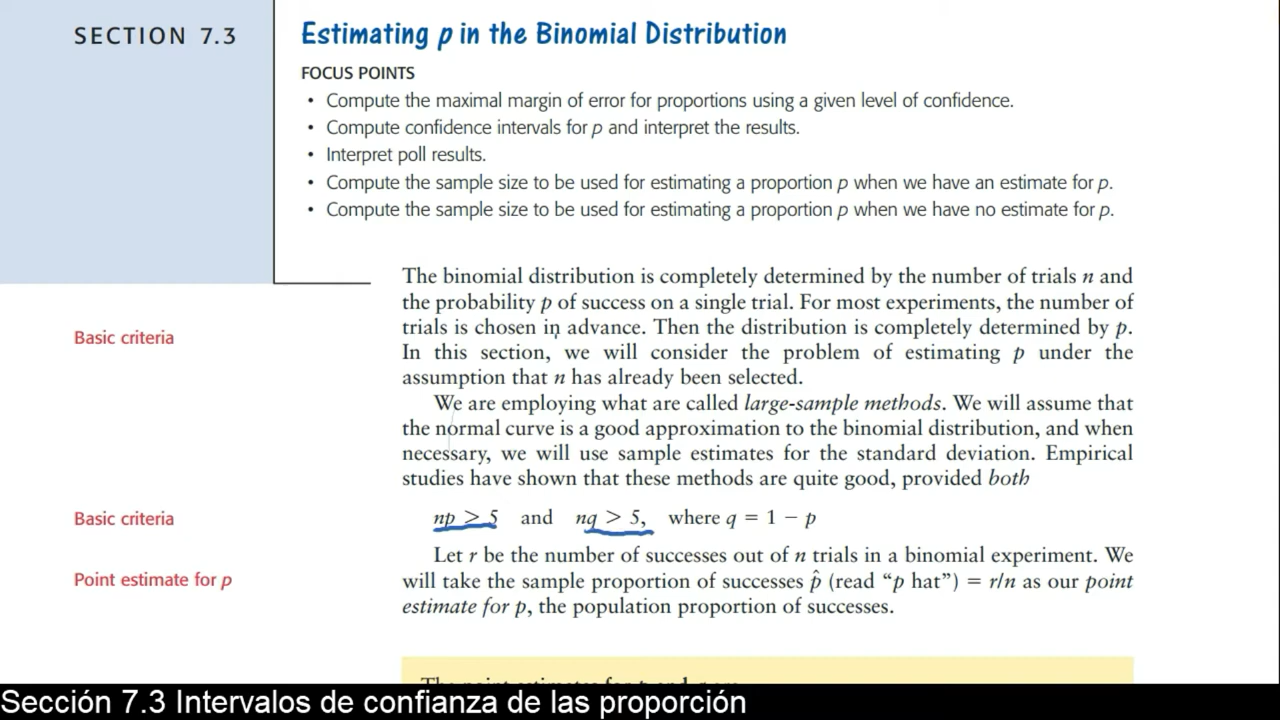 SECTION 7.3
Estimating p in the Binomial Distribution
FOCUS POINTS
• Compute the maximal margin of error for proportions using a given level of confidence.
• Compute confidence intervals for p and interpret the results.
• Interpret poll results.
• Compute the sample size to be used for estimating a proportion p when we have an estimate for p.
• Compute the sample size to be used for estimating a proportion p when we have no estimate for p.
The binomial distribution is completely determined by the number of trials n and
the probability p of success on a single trial. For most experiments, the number of
Basic criteria
trials is chosen in advance. Then the distribution is completely determined by p.
In this section, we will consider the problem of estimating p under the
assumption that n has already been selected.
We are employing what are called large-sample methods. We will assume that
the normal curve is a good approximation to the binomial distribution, and when
necessary, we will use sample estimates for the standard deviation. Empirical
studies have shown that these methods are quite good, provided both
Basic criteria
np > 5 and nq > 5, where q = 1 − p
Let r be the number of successes out of n trials in a binomial experiment. We
Point estimate for p
will take the sample proportion of successes p̂ (read “p hat”) = r/n as our point
estimate for p, the population proportion of successes.
Sección 7.3 Intervalos de confianza de las proporción